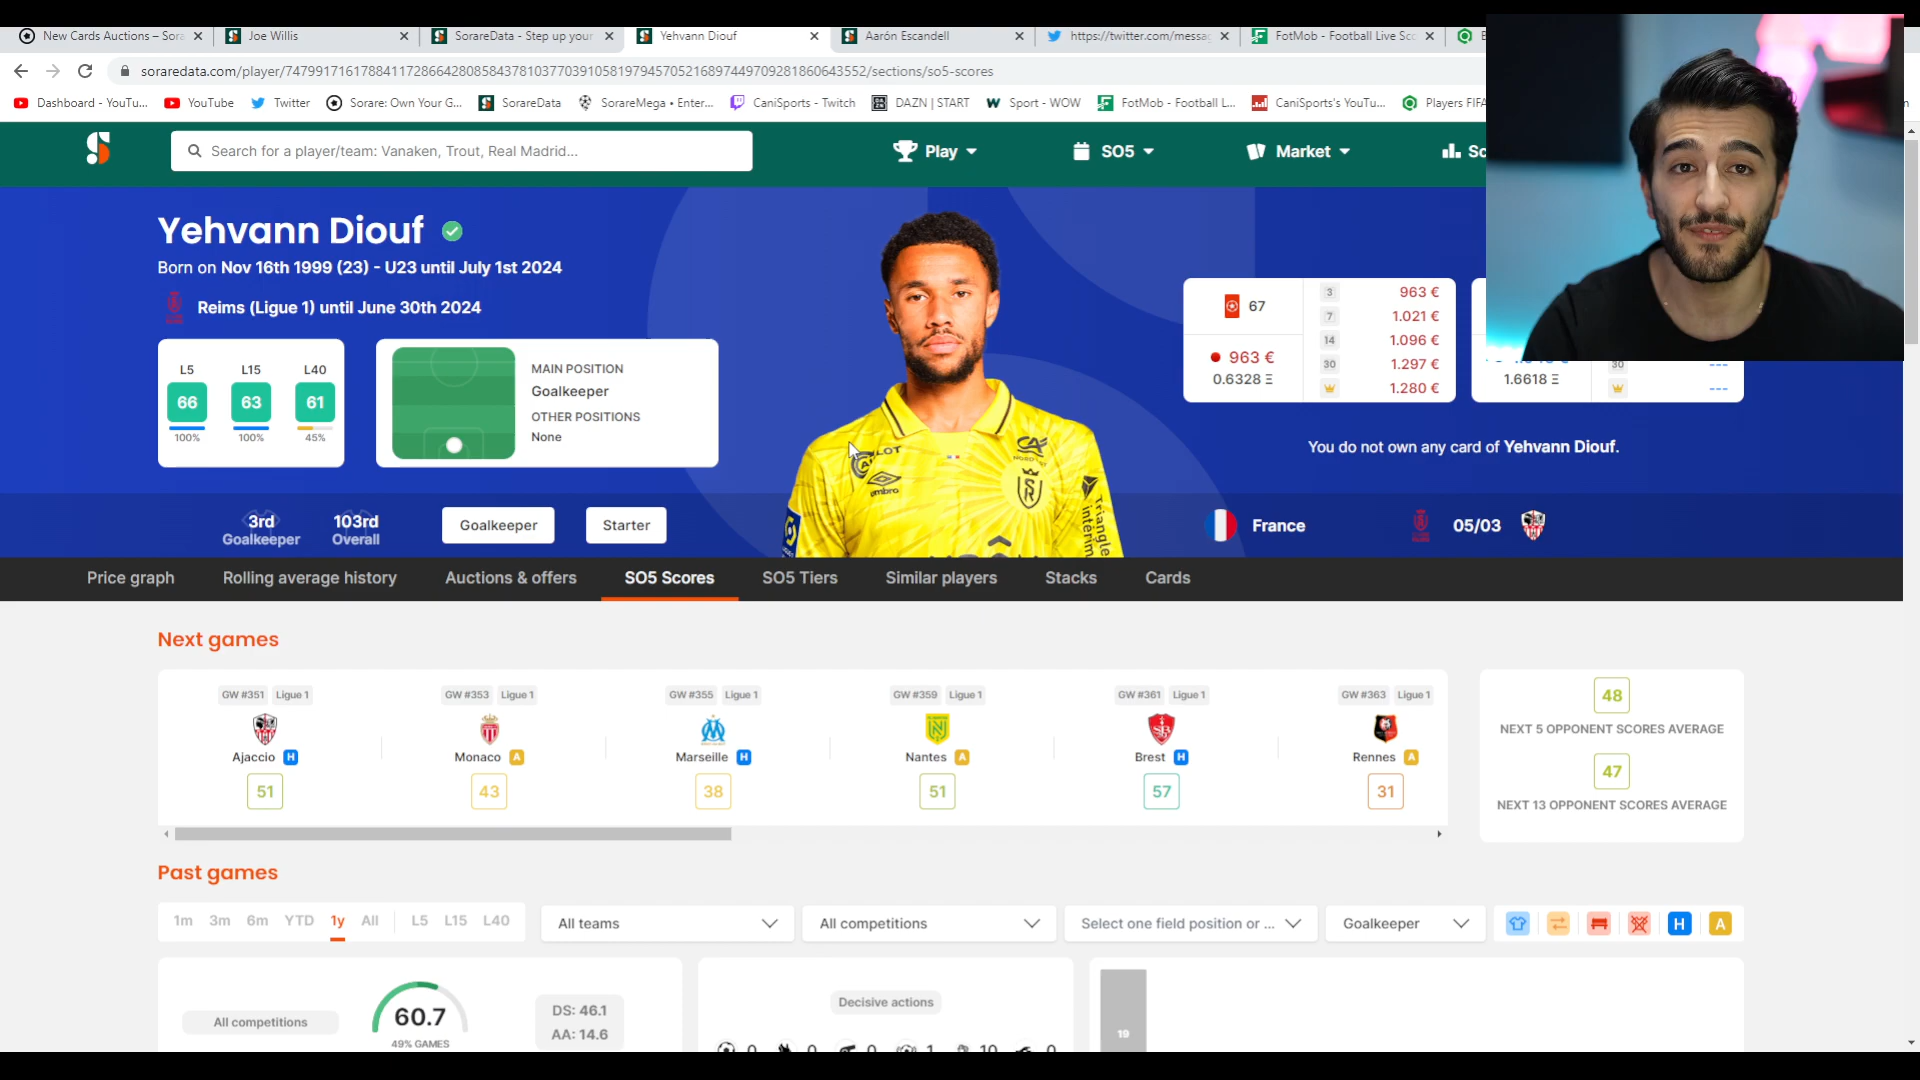 New Cards Auctions – Sora
Joe Willis
SorareData - Step up your
Yehvann Diouf
Aarón Escandell
https://twitter.com/messa
FotMob - Football Live Sc
soraredata.com/player/74799171617884117286642808584378103770391058197945705216897449709281860643552/sections/so5-scores
Dashboard - YouTu...
YouTube
Twitter
Sorare: Own Your G...
SorareData
SorareMega • Enter...
CaniSports - Twitch
DAZN | START
Sport - WOW
FotMob - Football L...
CaniSports's YouTu...
Players FIFA
Search for a player/team: Vanaken, Trout, Real Madrid...
Play
SO5
Market
Sc
Yehvann Diouf
Born on Nov 16th 1999 (23) - U23 until July 1st 2024
Reims (Ligue 1) until June 30th 2024
L5 L15 L40
66 63 61
100% 100% 45%
MAIN POSITION
Goalkeeper
OTHER POSITIONS
None
67
963 €
0.6328 Ξ
3 963 €
7 1.021 €
14 1.096 €
30 1.297 €
1.280 €
1.6618 Ξ
30 ---
---
You do not own any card of Yehvann Diouf.
umbro
Triangle
intérim
3rd
Goalkeeper
103rd
Overall
Goalkeeper
Starter
France
05/03
Price graph
Rolling average history
Auctions & offers
SO5 Scores
SO5 Tiers
Similar players
Stacks
Cards
Next games
GW #351 Ligue 1
Ajaccio H
51
GW #353 Ligue 1
Monaco A
43
GW #355 Ligue 1
Marseille H
38
GW #359 Ligue 1
Nantes A
51
GW #361 Ligue 1
Brest H
57
GW #363 Ligue 1
Rennes A
31
48
NEXT 5 OPPONENT SCORES AVERAGE
47
NEXT 13 OPPONENT SCORES AVERAGE
Past games
1m 3m 6m YTD 1y All L5 L15 L40
All teams
All competitions
Select one field position or ...
Goalkeeper
H
A
All competitions
60.7
49% GAMES
DS: 46.1
AA: 14.6
Decisive actions
0 0 0 1 10 0
19